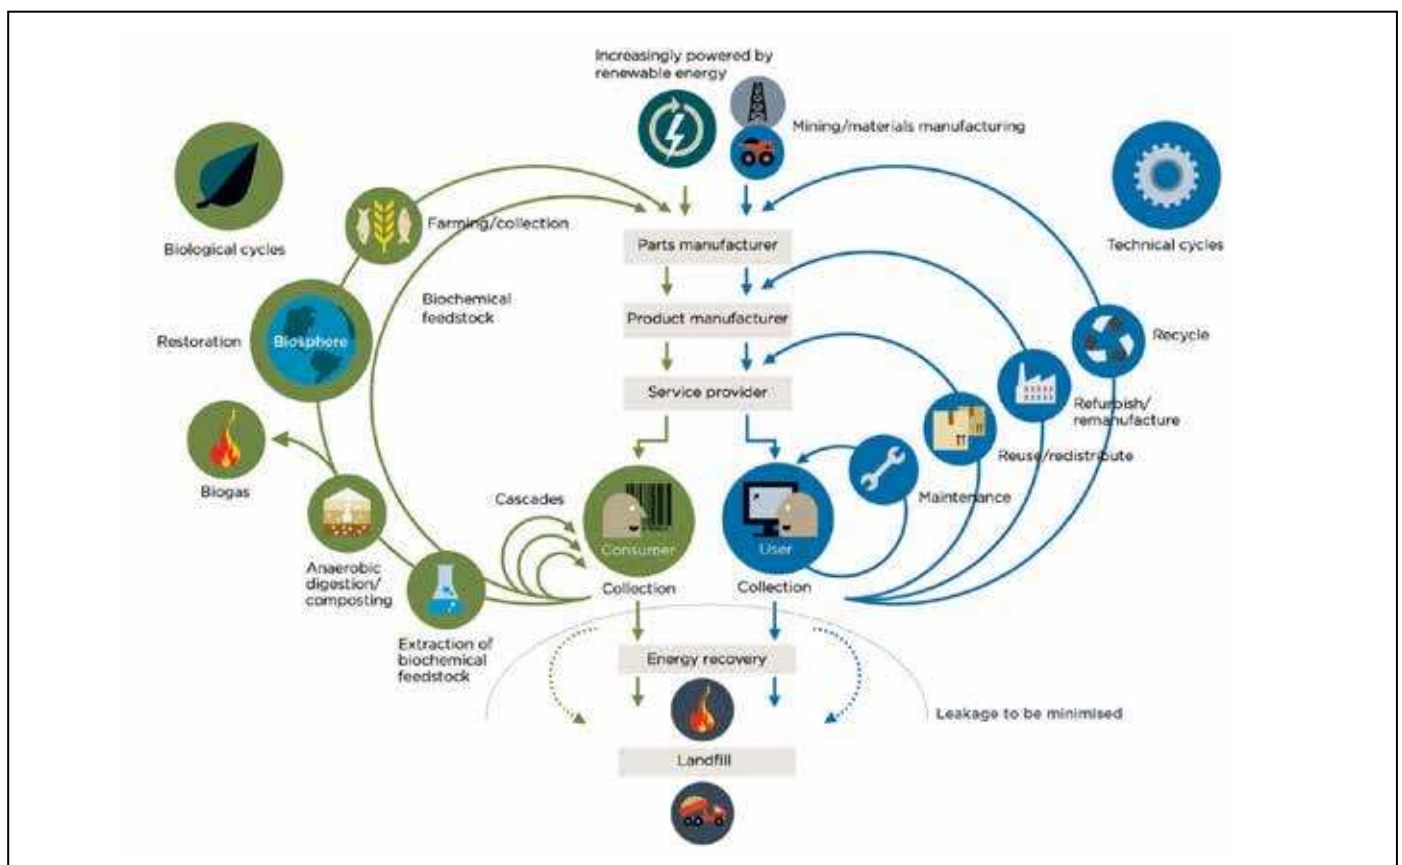 Increasingly powered by
renewable energy
Mining/materials manufacturing
Biological cycles
Farming/collection
Parts manufacturer
Technical cycles
Biochemical
feedstock
Product manufacturer
Restoration
Biosphere
Recycle
Service provider
Refurbish/
remanufacture
Reuse/redistribute
Biogas
Cascades
Maintenance
Consumer
User
Anaerobic
digestion/
composting
Collection
Collection
Extraction of
biochemical
feedstock
Energy recovery
Leakage to be minimised
Landfill